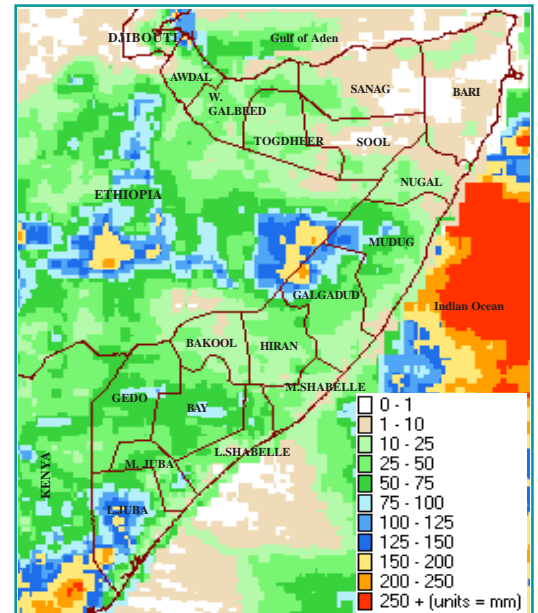 DJIBOUTI
Gulf of Aden
AWDAL
SANAG
BARI
W.
GALBEED
TOGDHEER
SOOL
NUGAL
ETHIOPIA
MUDUG
GALGADUD
Indian Ocean
BAKOOL
HIRAN
M.SHABELLE
GEDO
BAY
L.SHABELLE
M. JUBA
KENYA
L.JUBA
0 - 1
1 - 10
10 - 25
25 - 50
50 - 75
75 - 100
100 - 125
125 - 150
150 - 200
200 - 250
250 + (units = mm)